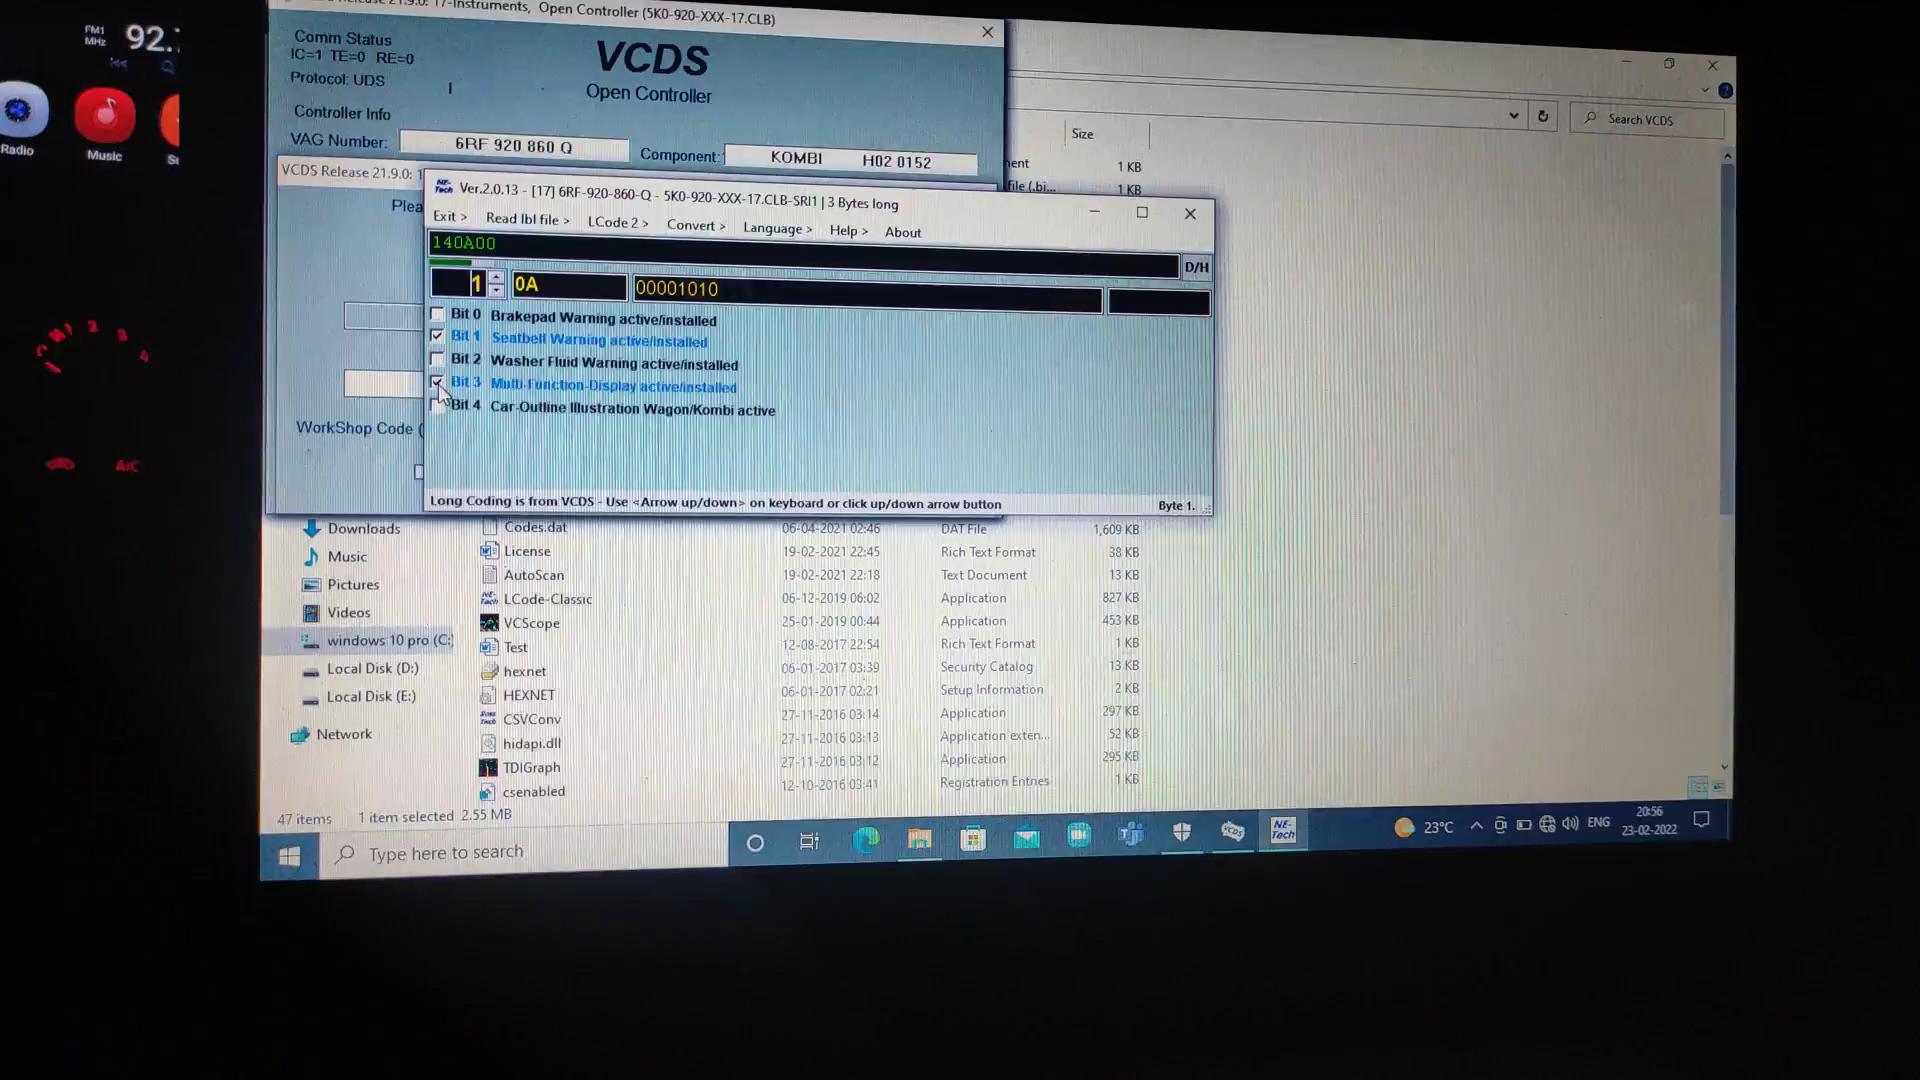 FM1
MHz
92.
Radio
Music
A/C
17-Instruments, Open Controller (5K0-920-XXX-17.CLB)
Comm Status
IC=1 TE=0 RE=0
Protocol: UDS
VCDS
Open Controller
Controller Info
VAG Number:
6RF 920 860 Q
Component:
KOMBI H02 0152
VCDS Release 21.9.0:
Plea
WorkShop Code (
Ver.2.0.13 - [17] 6RF-920-860-Q - 5K0-920-XXX-17.CLB-SRI1 | 3 Bytes long
Exit > Read lbl file > LCode 2 > Convert > Language > Help > About
140A00
D/H
1 0A 00001010
Bit 0 Brakepad Warning active/installed
Bit 1 Seatbelt Warning active/installed
Bit 2 Washer Fluid Warning active/installed
Bit 3 Multi-Function-Display active/installed
Bit 4 Car-Outline Illustration Wagon/Kombi active
Long Coding is from VCDS - Use <Arrow up/down> on keyboard or click up/down arrow button
Byte 1.
Search VCDS
Size
1 KB
file (.bi... 1 KB
Downloads
Music
Pictures
Videos
windows 10 pro (C:)
Local Disk (D:)
Local Disk (E:)
Network
Codes.dat 06-04-2021 02:46 DAT File 1,609 KB
License 19-02-2021 22:45 Rich Text Format 38 KB
AutoScan 19-02-2021 22:18 Text Document 13 KB
LCode-Classic 06-12-2019 06:02 Application 827 KB
VCScope 25-01-2019 00:44 Application 453 KB
Test 12-08-2017 22:54 Rich Text Format 1 KB
hexnet 06-01-2017 03:39 Security Catalog 13 KB
HEXNET 06-01-2017 02:21 Setup Information 2 KB
CSVConv 27-11-2016 03:14 Application 297 KB
hidapi.dll 27-11-2016 03:13 Application exten... 52 KB
TDIGraph 27-11-2016 03:12 Application 295 KB
csenabled 12-10-2016 03:41 Registration Entries 1 KB
47 items 1 item selected 2.55 MB
Type here to search
VCDS
NE-Tech
23°C
ENG
20:56
23-02-2022